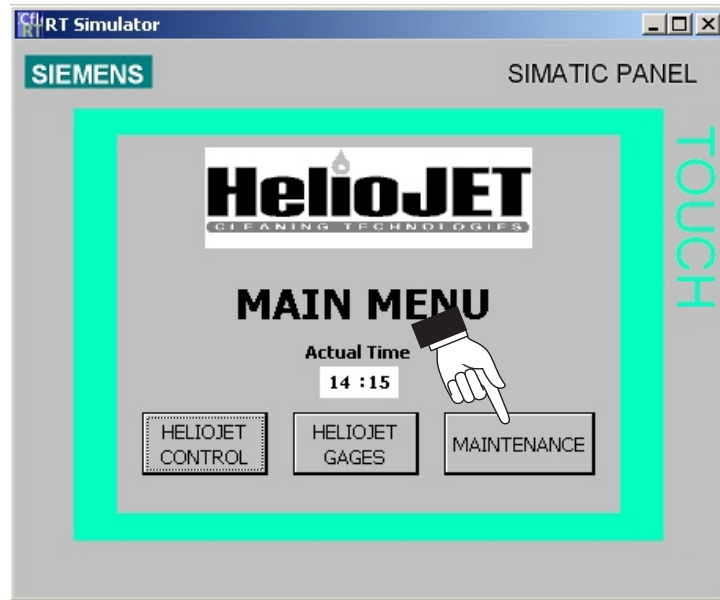 RT Simulator
SIEMENS
SIMATIC PANEL
TOUCH
HelioJET
CLEANING TECHNOLOGIES
MAIN MENU
Actual Time
14 :15
HELIOJET
CONTROL
HELIOJET
GAGES
MAINTENANCE